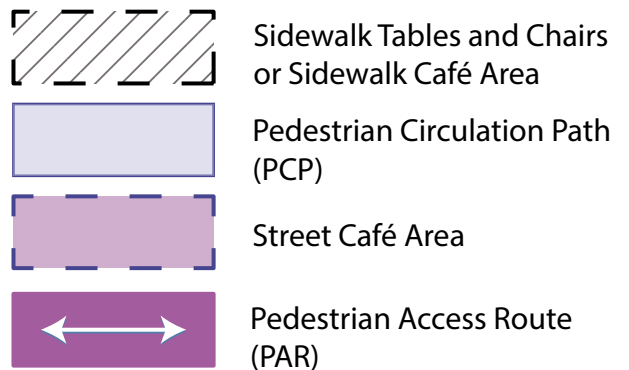 Sidewalk Tables and Chairs
or Sidewalk Café Area
Pedestrian Circulation Path
(PCP)
Street Café Area
Pedestrian Access Route
(PAR)